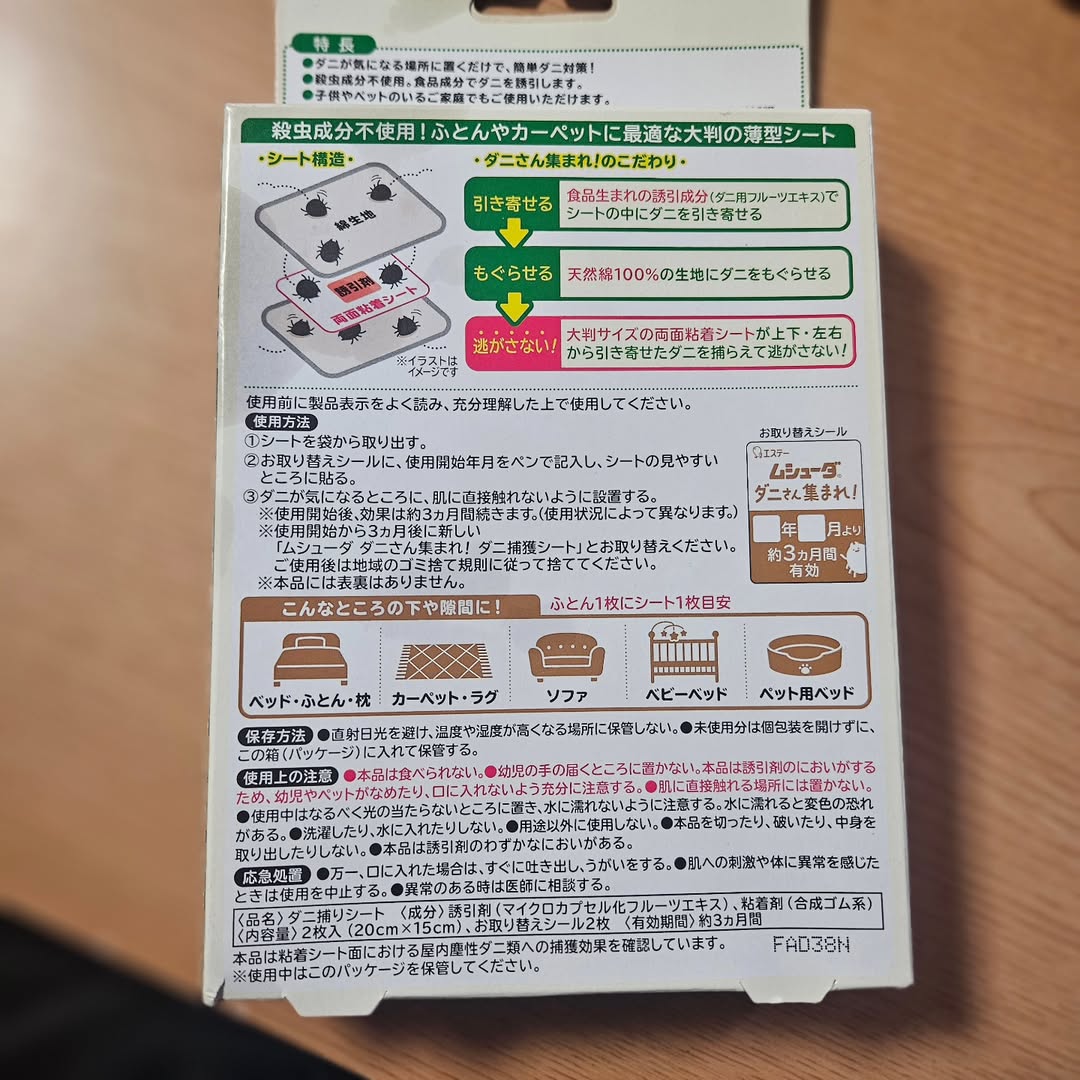 特長
●ダニが気になる場所に置くだけで、簡単ダニ対策!
●殺虫成分不使用。食品成分でダニを誘引します。
●子供やペットのいるご家庭でもご使用いただけます。
殺虫成分不使用!ふとんやカーペットに最適な大判の薄型シート
・シート構造・
綿生地
誘引剤
両面粘着シート
※イラストは
イメージです
・ダニさん集まれ!のこだわり・
引き寄せる
食品生まれの誘引成分(ダニ用フルーツエキス)で
シートの中にダニを引き寄せる
もぐらせる
天然綿100%の生地にダニをもぐらせる
逃がさない!
大判サイズの両面粘着シートが上下・左右
から引き寄せたダニを捕らえて逃がさない!
使用前に製品表示をよく読み、充分理解した上で使用してください。
使用方法
①シートを袋から取り出す。
②お取り替えシールに、使用開始年月をペンで記入し、シートの見やすい
ところに貼る。
③ダニが気になるところに、肌に直接触れないように設置する。
※使用開始後、効果は約3ヵ月間続きます。(使用状況によって異なります。)
※使用開始から3ヵ月後に新しい
「ムシューダ ダニさん集まれ! ダニ捕獲シート」とお取り替えください。
ご使用後は地域のゴミ捨て規則に従って捨ててください。
※本品には表裏はありません。
お取り替えシール
エステー
ムシューダ®
ダニさん集まれ!
年 月より
約3ヵ月間
有効
こんなところの下や隙間に!
ふとん1枚にシート1枚目安
ベッド・ふとん・枕
カーペット・ラグ
ソファ
ベビーベッド
ペット用ベッド
保存方法 ●直射日光を避け、温度や湿度が高くなる場所に保管しない。●未使用分は個包装を開けずに、
この箱(パッケージ)に入れて保管する。
使用上の注意 ●本品は食べられない。●幼児の手の届くところに置かない。本品は誘引剤のにおいがする
ため、幼児やペットがなめたり、口に入れないよう充分に注意する。●肌に直接触れる場所には置かない。
●使用中はなるべく光の当たらないところに置き、水に濡れないように注意する。水に濡れると変色の恐れ
がある。●洗濯したり、水に入れたりしない。●用途以外に使用しない。●本品を切ったり、破いたり、中身を
取り出したりしない。●本品は誘引剤のわずかなにおいがある。
応急処置 ●万一、口に入れた場合は、すぐに吐き出し、うがいをする。●肌への刺激や体に異常を感じた
ときは使用を中止する。●異常のある時は医師に相談する。
〈品名〉ダニ捕りシート 〈成分〉誘引剤(マイクロカプセル化フルーツエキス)、粘着剤(合成ゴム系)
〈内容量〉2枚入(20cm×15cm)、お取り替えシール2枚 〈有効期間〉約3ヵ月間
本品は粘着シート面における屋内塵性ダニ類への捕獲効果を確認しています。
※使用中はこのパッケージを保管してください。
FAD38N